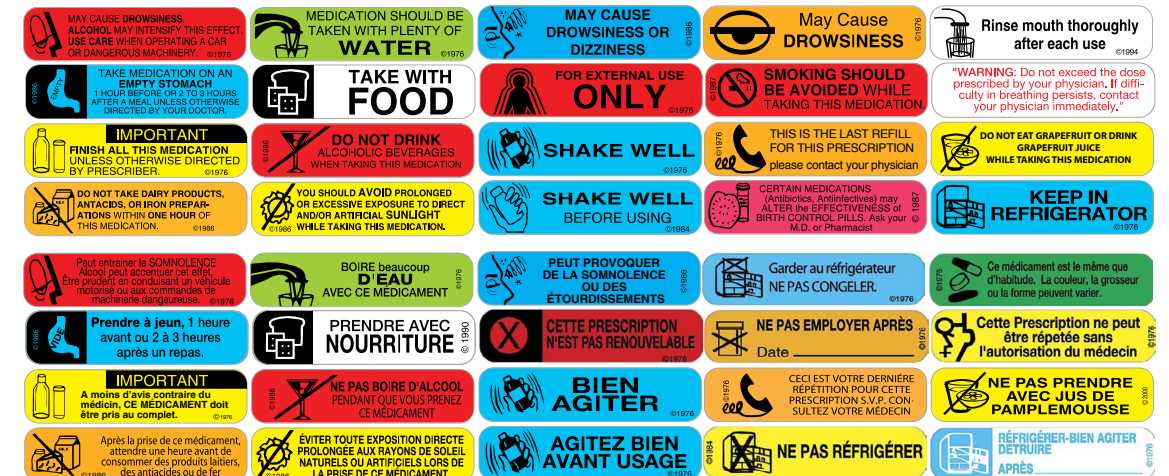 MAY CAUSE DROWSINESS.
ALCOHOL MAY INTENSIFY THIS EFFECT.
USE CARE WHEN OPERATING A CAR
OR DANGEROUS MACHINERY. ©1976
MEDICATION SHOULD BE
TAKEN WITH PLENTY OF
WATER
©1976
MAY CAUSE
DROWSINESS OR
DIZZINESS
©1986
May Cause
DROWSINESS
©1976
Rinse mouth thoroughly
after each use
©1994
©1986
EMPTY
TAKE MEDICATION ON AN
EMPTY STOMACH
1 HOUR BEFORE OR 2 TO 3 HOURS
AFTER A MEAL UNLESS OTHERWISE
DIRECTED BY YOUR DOCTOR.
TAKE WITH
FOOD
FOR EXTERNAL USE
ONLY
©1976
©1987
SMOKING SHOULD
BE AVOIDED WHILE
TAKING THIS MEDICATION
"WARNING: Do not exceed the dose
prescribed by your physician. If diffi-
culty in breathing persists, contact
your physician immediately."
IMPORTANT
FINISH ALL THIS MEDICATION
UNLESS OTHERWISE DIRECTED
BY PRESCRIBER.
©1976
©1986
DO NOT DRINK
ALCOHOLIC BEVERAGES
WHEN TAKING THIS MEDICATION
SHAKE WELL
©1976
THIS IS THE LAST REFILL
FOR THIS PRESCRIPTION
please contact your physician
DO NOT EAT GRAPEFRUIT OR DRINK
GRAPEFRUIT JUICE
WHILE TAKING THIS MEDICATION
MILK
DO NOT TAKE DAIRY PRODUCTS,
ANTACIDS, OR IRON PREPAR-
ATIONS WITHIN ONE HOUR OF
THIS MEDICATION. ©1986
YOU SHOULD AVOID PROLONGED
OR EXCESSIVE EXPOSURE TO DIRECT
AND/OR ARTIFICIAL SUNLIGHT
WHILE TAKING THIS MEDICATION.
©1986
SHAKE WELL
BEFORE USING
©1984
CERTAIN MEDICATIONS
(Antibiotics, Antiinfectives) may
ALTER the EFFECTIVENESS of
BIRTH CONTROL PILLS. Ask your
M.D. or Pharmacist
© 1987
KEEP IN
REFRIGERATOR
©1976
Peut entraîner la SOMNOLENCE
Alcool peut accentuer cet effet,
Être prudent en conduisant un véhicule
motorisé ou aux commandes de
machinerie dangeureuse. ©1976
BOIRE beaucoup
D'EAU
AVEC CE MÉDICAMENT
©1976
PEUT PROVOQUER
DE LA SOMNOLENCE
OU DES
ÉTOURDISSEMENTS
©1986
Garder au réfrigérateur
NE PAS CONGELER.
©1976
©1976
Ce médicament est le même que
d'habitude. La couleur, la grosseur
ou la forme peuvent varier.
©1986
VIDE
Prendre à jeun, 1 heure
avant ou 2 à 3 heures
après un repas.
PRENDRE AVEC
NOURRITURE
© 1990
X
CETTE PRESCRIPTION
N'EST PAS RENOUVELABLE
©1976
NE PAS EMPLOYER APRÈS
Date
©1976
Cette Prescription ne peut
être répetée sans
l'autorisation du médecin
©1976
IMPORTANT
A moins d'avis contraire du
médicin, CE MÉDICAMENT doit
être pris au complet. ©1976
©1986
NE PAS BOIRE D'ALCOOL
PENDANT QUE VOUS PRENEZ
CE MÉDICAMENT
BIEN
AGITER
©1976
©1976
CECI EST VOTRE DERNIÉRE
RÉPÉTITION POUR CETTE
PRESCRIPTION S.V.P. CON-
SULTEZ VOTRE MÉDECIN
NE PAS PRENDRE
AVEC JUS DE
PAMPLEMOUSSE
© 2000
Après la prise de ce médicament,
attendre une heure avant de
consommer des produits laitiers,
des antiacides ou de fer
©1986
ÉVITER TOUTE EXPOSITION DIRECTE
PROLONGÉE AUX RAYONS DE SOLEIL
NATURELS OU ARTIFICIELS LORS DE
LA PRISE DE CE MÉDICAMENT
©1986
AGITEZ BIEN
AVANT USAGE
©1976
©1984
NE PAS RÉFRIGÉRER
RÉFRIGÉRER-BIEN AGITER
DETRUIRE
APRÈS
©1976